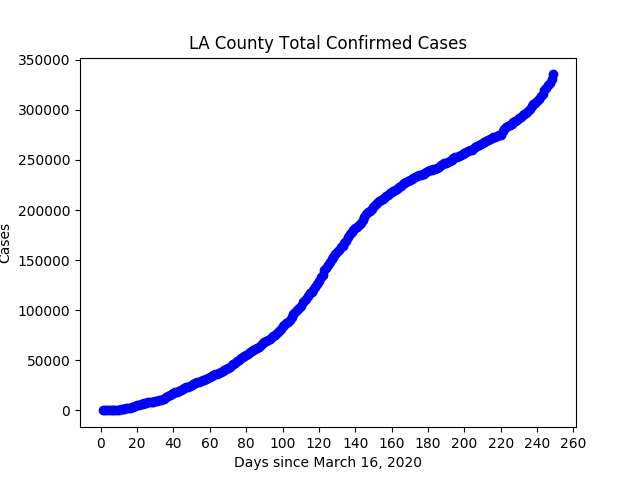 LA County Total Confirmed Cases
350000
300000
250000
200000
150000
100000
50000
0
Cases
0 20 40 60 80 100 120 140 160 180 200 220 240 260
Days since March 16, 2020